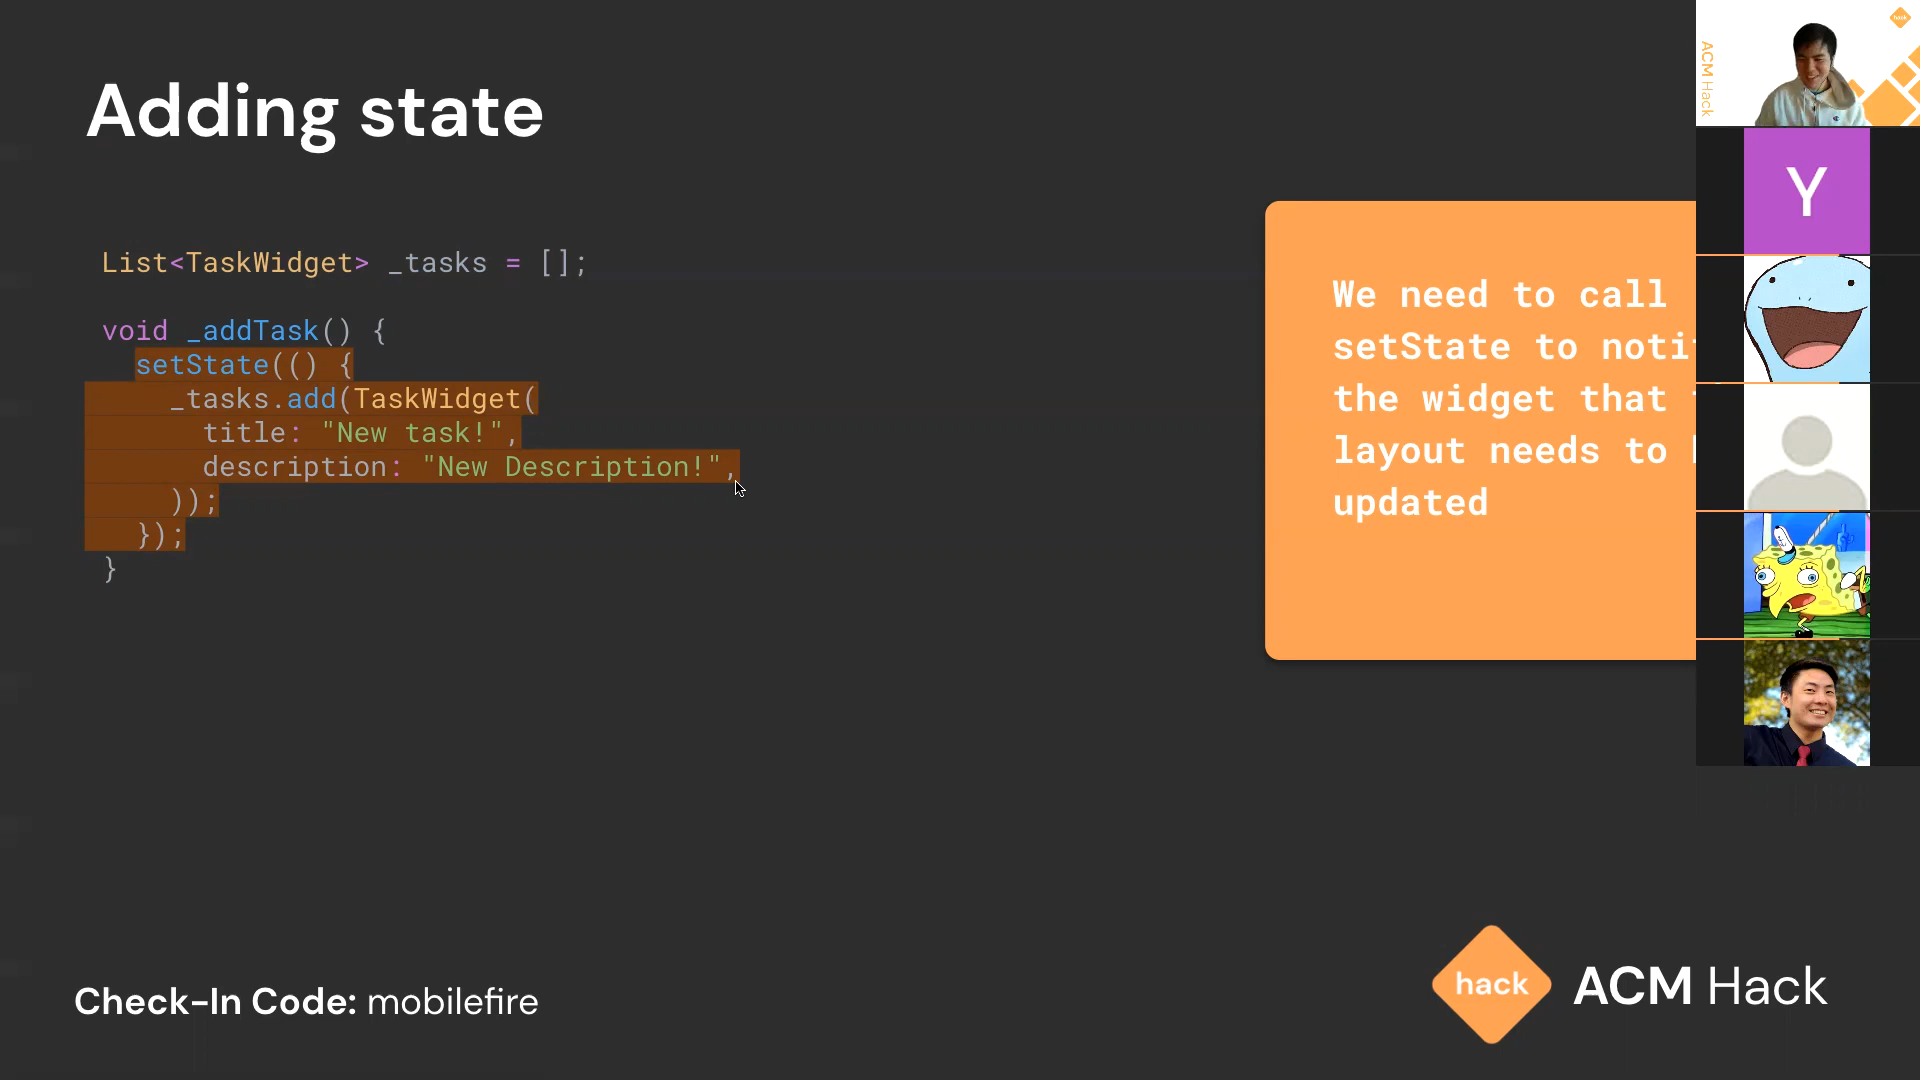 Adding state
List<TaskWidget> _tasks = [];
void _addTask() {
setState(() {
_tasks.add(TaskWidget(
title: "New task!",
description: "New Description!",
));
});
}
We need to call
setState to
the widget that
layout needs to
updated
Check-In Code: mobilefire
hack
ACM Hack
ACM Hack
hack
Y